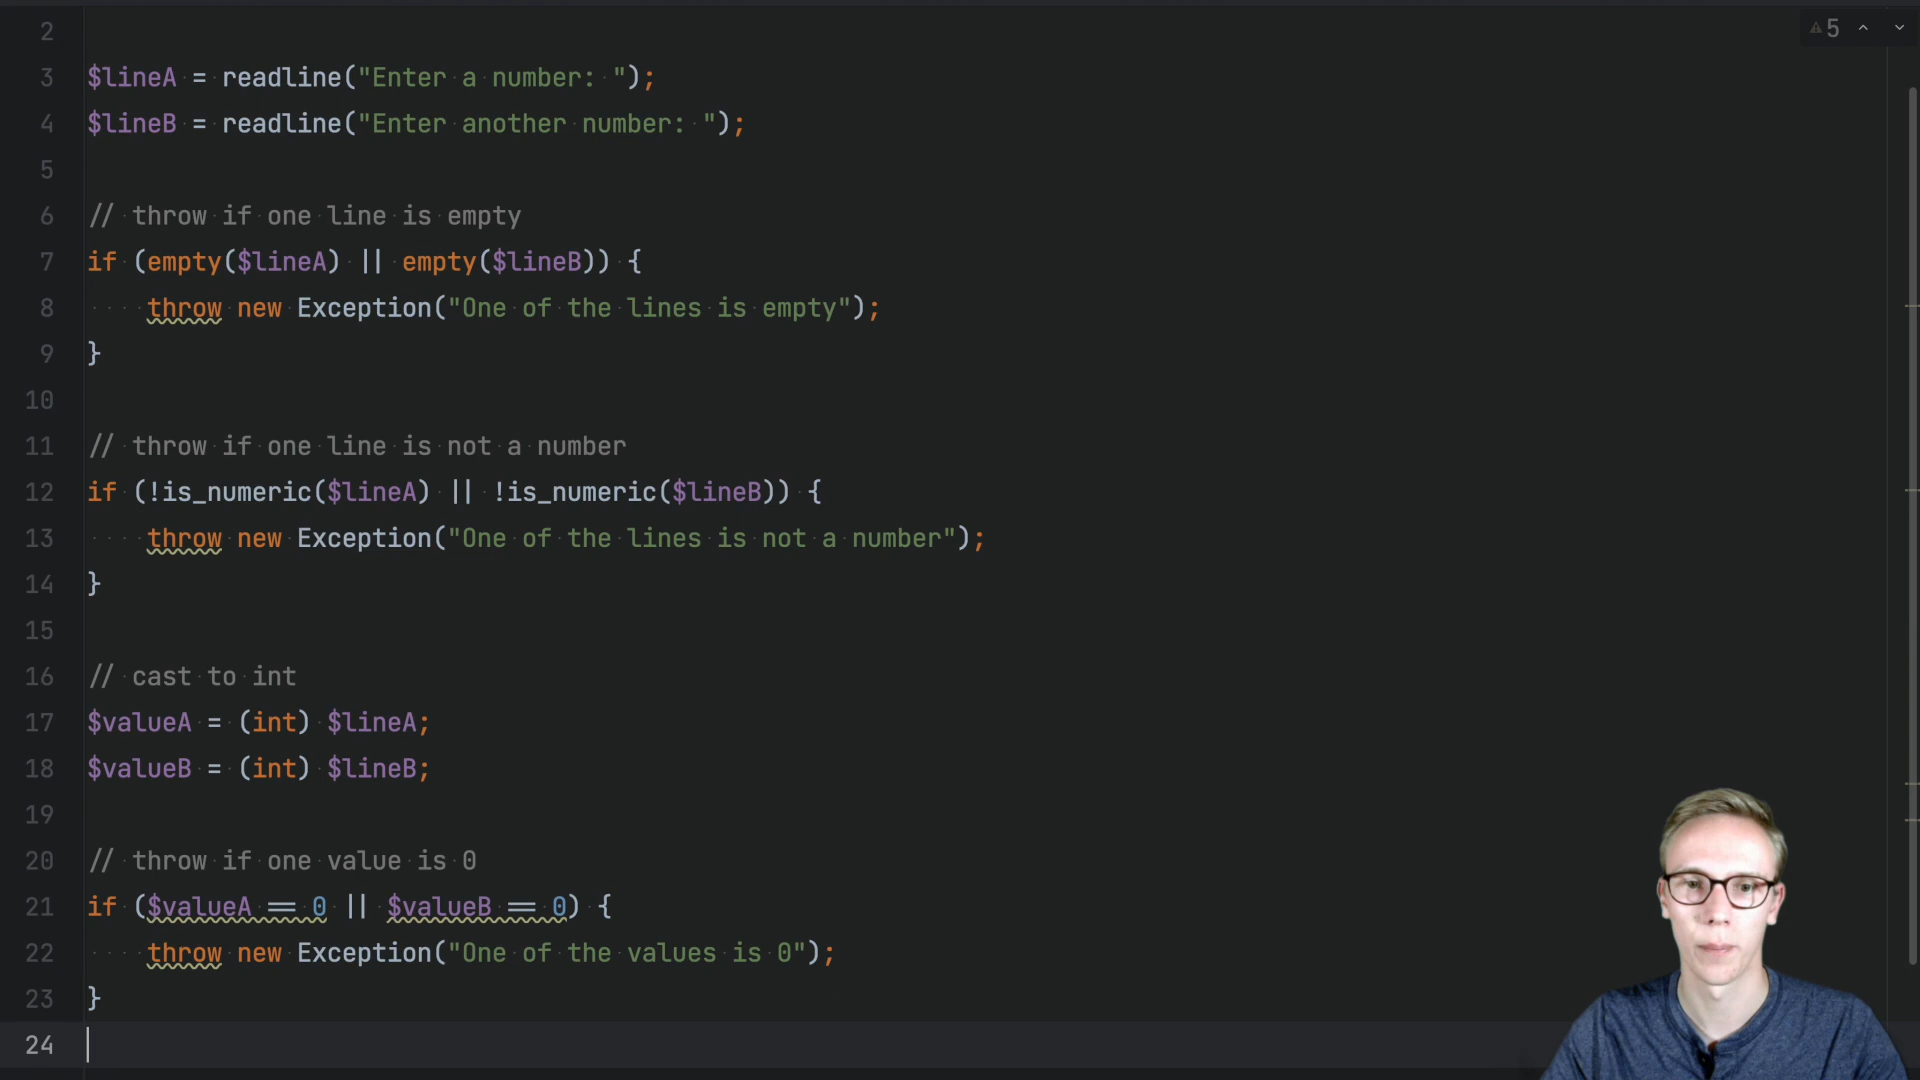 5
2
3 $lineA = readline("Enter a number: ");
4 $lineB = readline("Enter another number: ");
5
6 // throw if one line is empty
7 if (empty($lineA) || empty($lineB)) {
8     throw new Exception("One of the lines is empty");
9 }
10
11 // throw if one line is not a number
12 if (!is_numeric($lineA) || !is_numeric($lineB)) {
13     throw new Exception("One of the lines is not a number");
14 }
15
16 // cast to int
17 $valueA = (int) $lineA;
18 $valueB = (int) $lineB;
19
20 // throw if one value is 0
21 if ($valueA == 0 || $valueB == 0) {
22     throw new Exception("One of the values is 0");
23 }
24